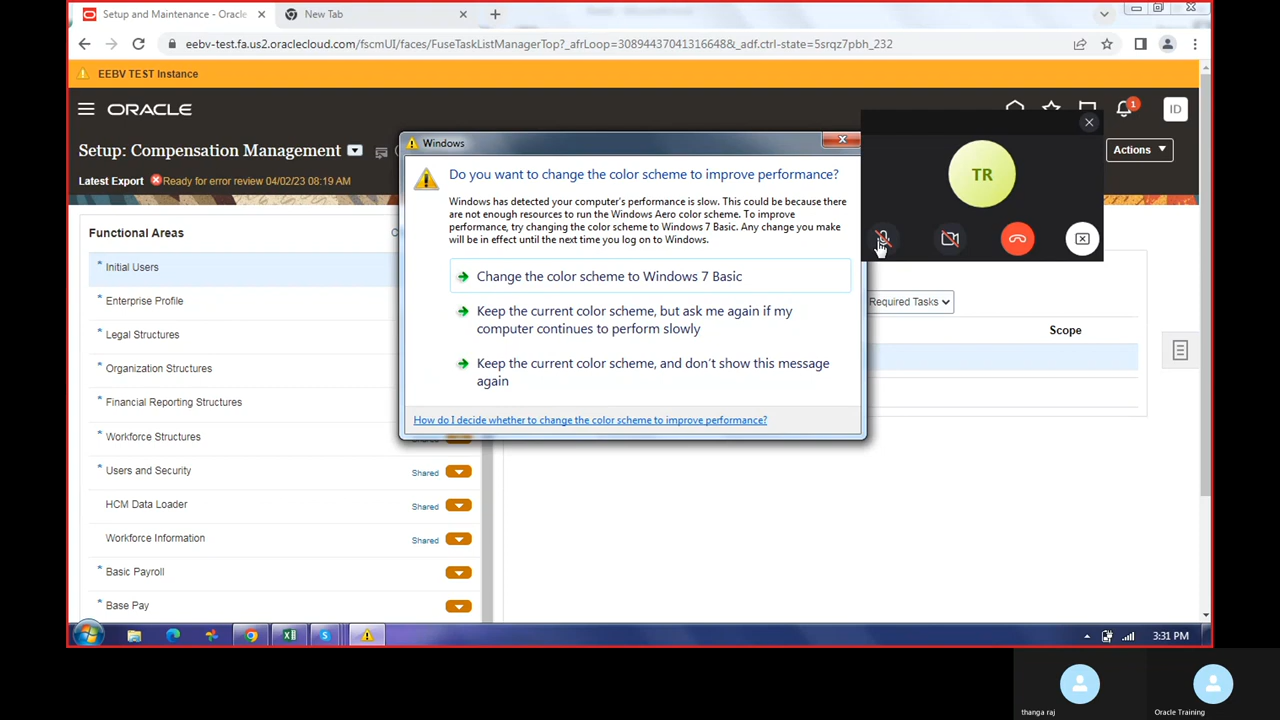 Setup and Maintenance - Oracle
New Tab
eebv-test.fa.us2.oraclecloud.com/fscmUI/faces/FuseTaskListManagerTop?_afrLoop=3089443704131664&_adf.ctrl-state=5srqz7pbh_232
EEBV TEST Instance
ORACLE
1
ID
Setup: Compensation Management
Actions
Latest Export
Ready for error review 04/02/23 08:19 AM
TR
Windows
Do you want to change the color scheme to improve performance?
Windows has detected your computer's performance is slow. This could be because there
are not enough resources to run the Windows Aero color scheme. To improve
performance, try changing the color scheme to Windows 7 Basic. Any change you make
will be in effect until the next time you log on to Windows.
Change the color scheme to Windows 7 Basic
Keep the current color scheme, but ask me again if my
computer continues to perform slowly
Keep the current color scheme, and don't show this message
again
How do I decide whether to change the color scheme to improve performance?
Functional Areas
* Initial Users
* Enterprise Profile
* Legal Structures
* Organization Structures
* Financial Reporting Structures
* Workforce Structures
* Users and Security Shared
HCM Data Loader Shared
Workforce Information Shared
* Basic Payroll
* Base Pay
Required Tasks
Scope
3:31 PM
thanga raj
Oracle Training